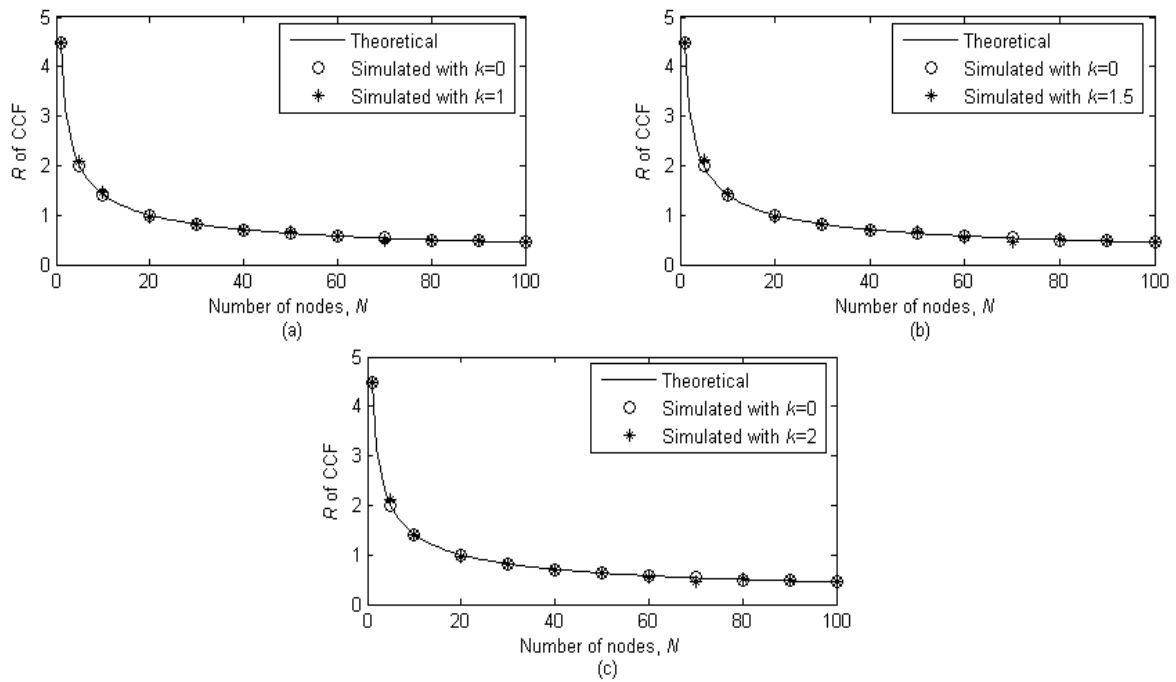 5
4
3
2
1
0
R of CCF
Theoretical
Simulated with k=0
Simulated with k=1
0 20 40 60 80 100
Number of nodes, N
(a)
5
4
3
2
1
0
R of CCF
Theoretical
Simulated with k=0
Simulated with k=1.5
0 20 40 60 80 100
Number of nodes, N
(b)
5
4
3
2
1
0
R of CCF
Theoretical
Simulated with k=0
Simulated with k=2
0 20 40 60 80 100
Number of nodes, N
(c)